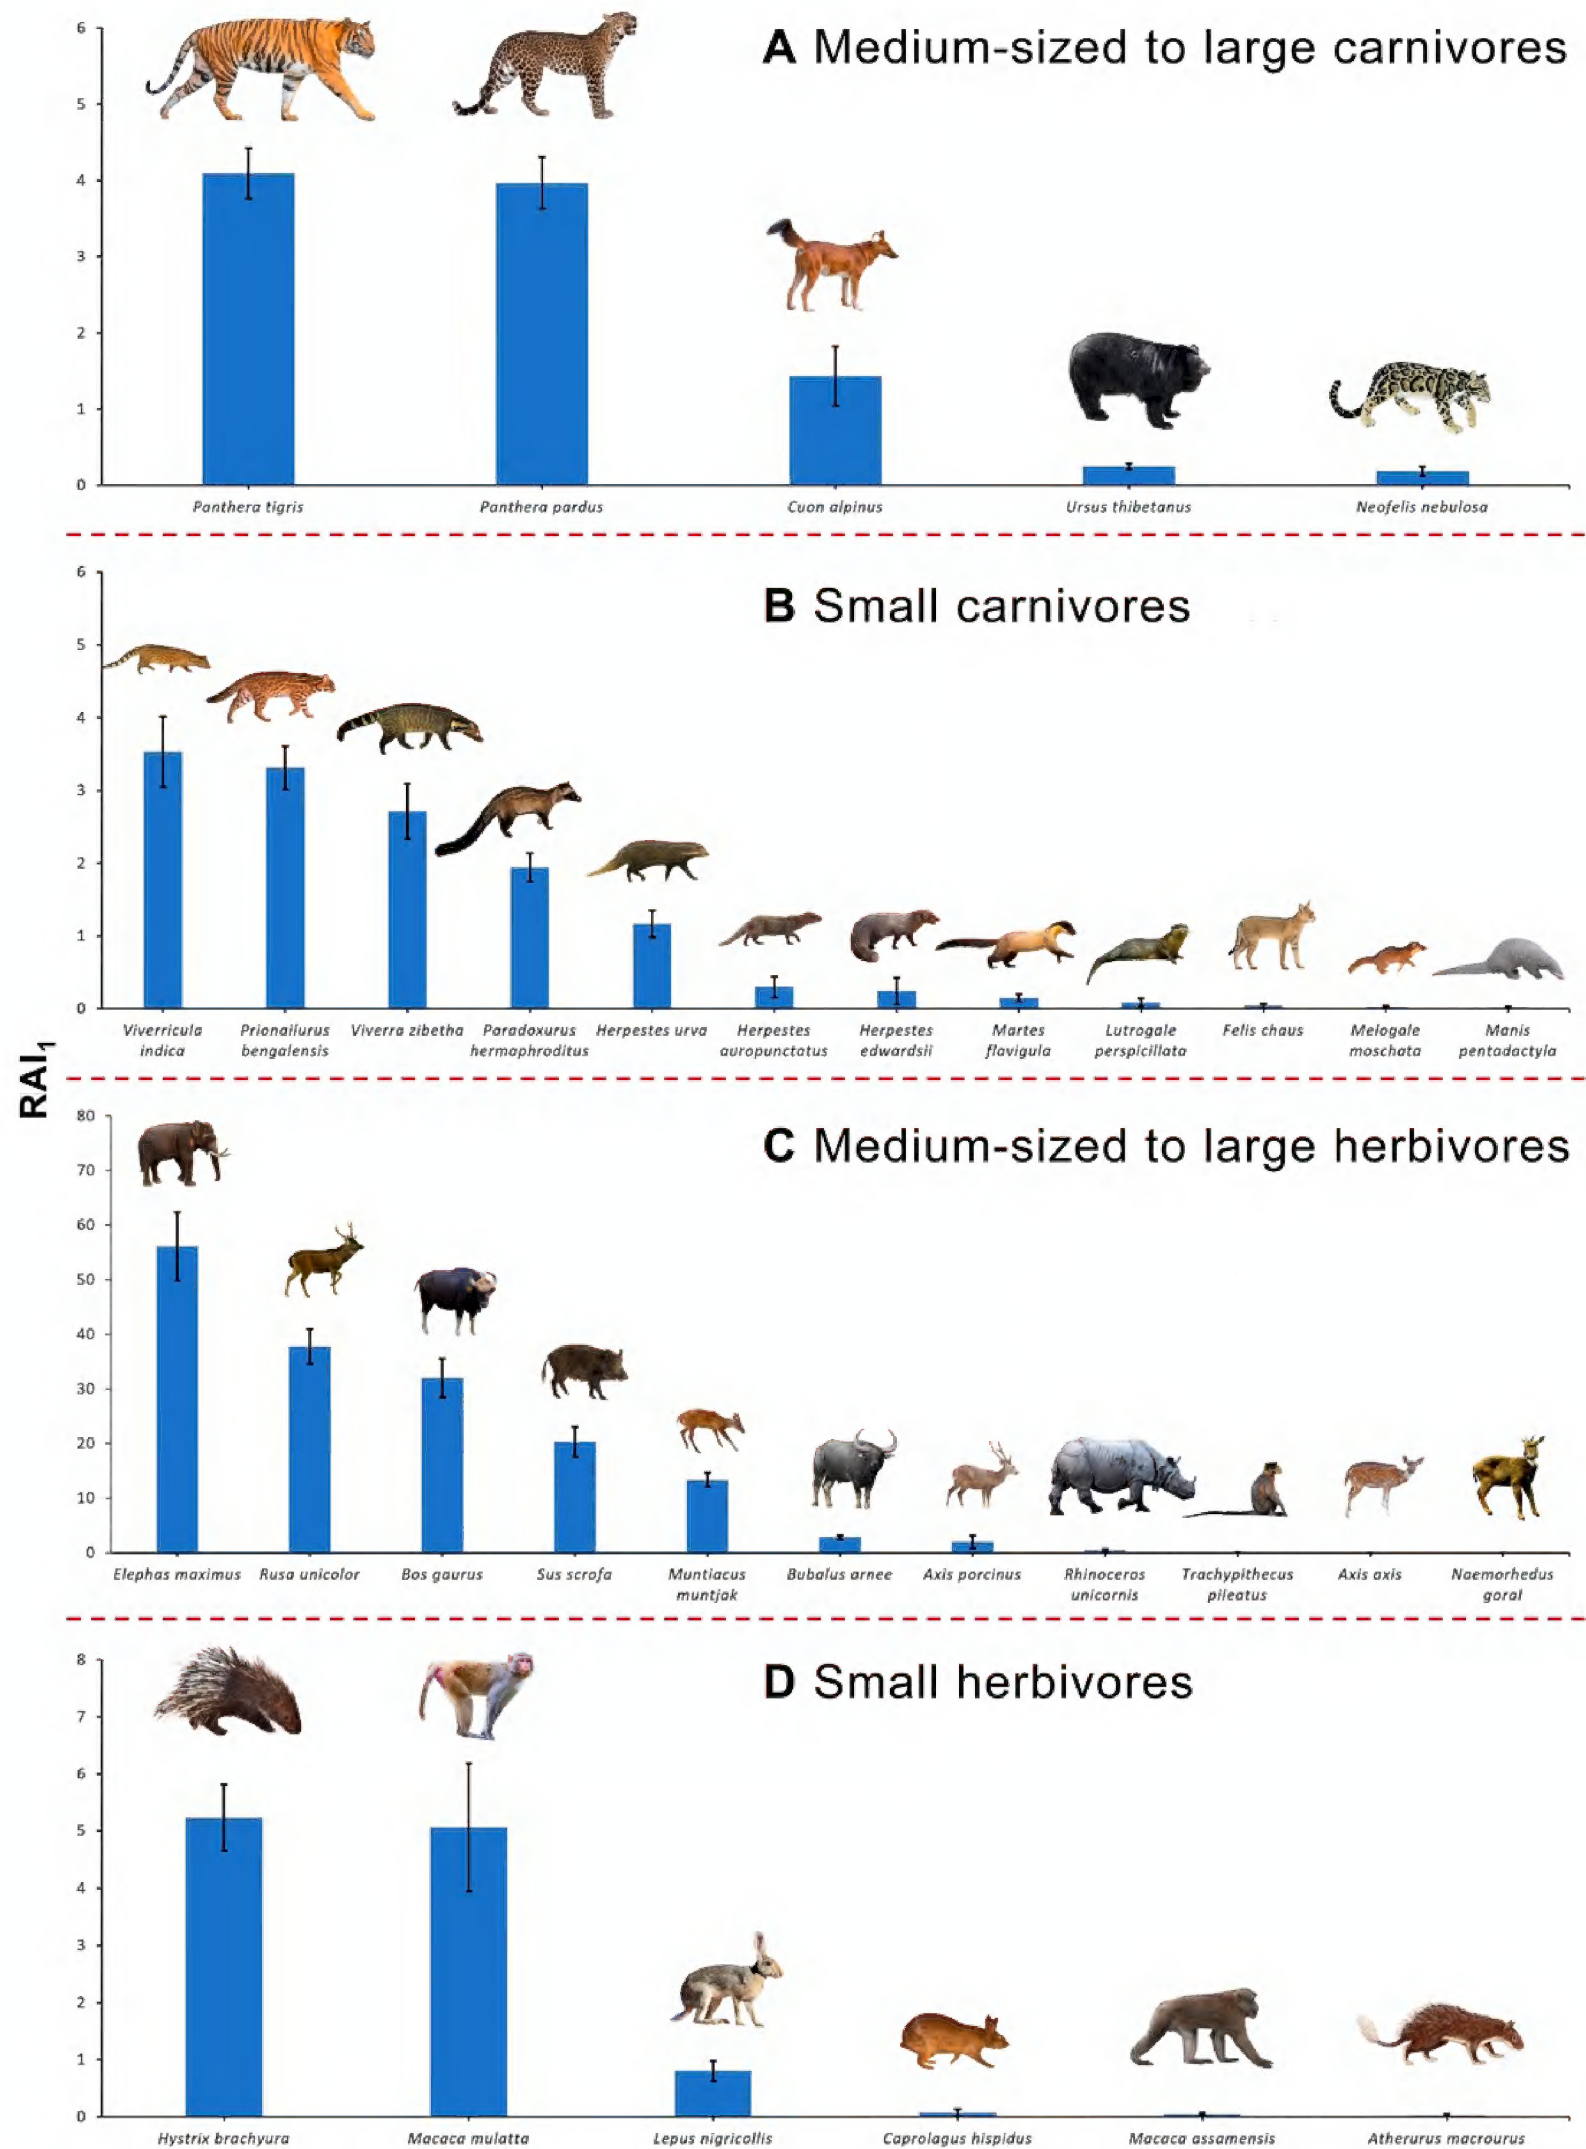 A Medium-sized to large carnivores
6
5
4
3
2
1
0
Panthera tigris
Panthera pardus
Cuon alpinus
Ursus thibetanus
Neofelis nebulosa
B Small carnivores
6
5
4
3
2
1
0
Viverricula
indica
Prionailurus
bengalensis
Viverra zibetha
Paradoxurus
hermaphroditus
Herpestes urva
Herpestes
auropunctatus
Herpestes
edwardsii
Martes
flavigula
Lutrogale
perspicillata
Felis chaus
Melogale
moschata
Manis
pentadactyla
RAI1
C Medium-sized to large herbivores
80
70
60
50
40
30
20
10
0
Elephas maximus
Rusa unicolor
Bos gaurus
Sus scrofa
Muntiacus
muntjak
Bubalus arnee
Axis porcinus
Rhinoceros
unicornis
Trachypithecus
pileatus
Axis axis
Naemorhedus
goral
D Small herbivores
8
7
6
5
4
3
2
1
0
Hystrix brachyura
Macaca mulatta
Lepus nigricollis
Caprolagus hispidus
Macaca assamensis
Atherurus macrourus